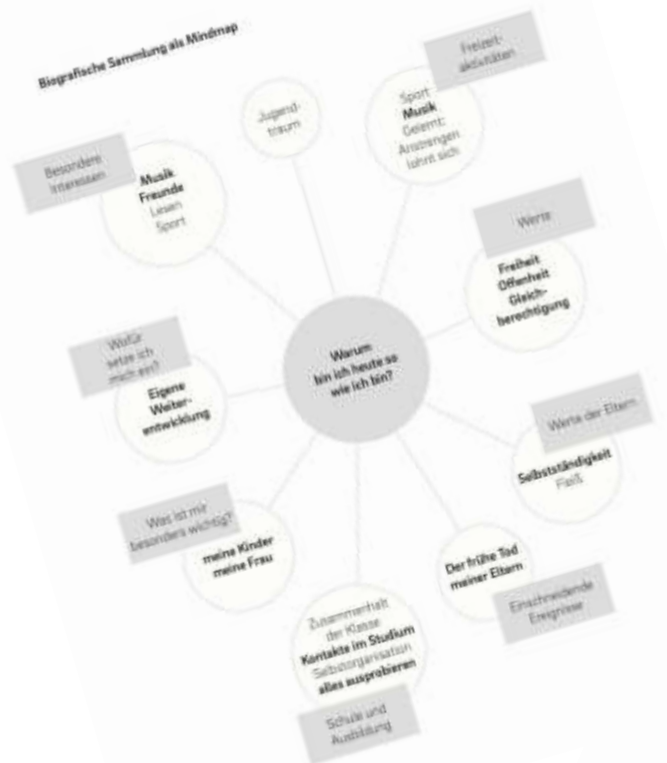 Biografische Sammlung als Mindmap
Jugend-
traum
Freizeit-
aktivitäten
Sport
Musik
Gelernt:
Anstrengen
lohnt sich
Besondere
Interessen
Musik
Freunde
Lesen
Sport
Werte
Freiheit
Offenheit
Gleich-
berechtigung
Warum
bin ich heute so
wie ich bin?
Wofür
setze ich
mich ein?
Eigene
Weiter-
entwicklung
Werte der Eltern
Selbstständigkeit
Fleiß
Was ist mir
besonders wichtig?
meine Kinder
meine Frau
Der frühe Tod
meiner Eltern
Einschneidende
Ereignisse
Zusammenhalt
der Klasse
Kontakte im Studium
Selbstorganisation
alles ausprobieren
Schule und
Ausbildung